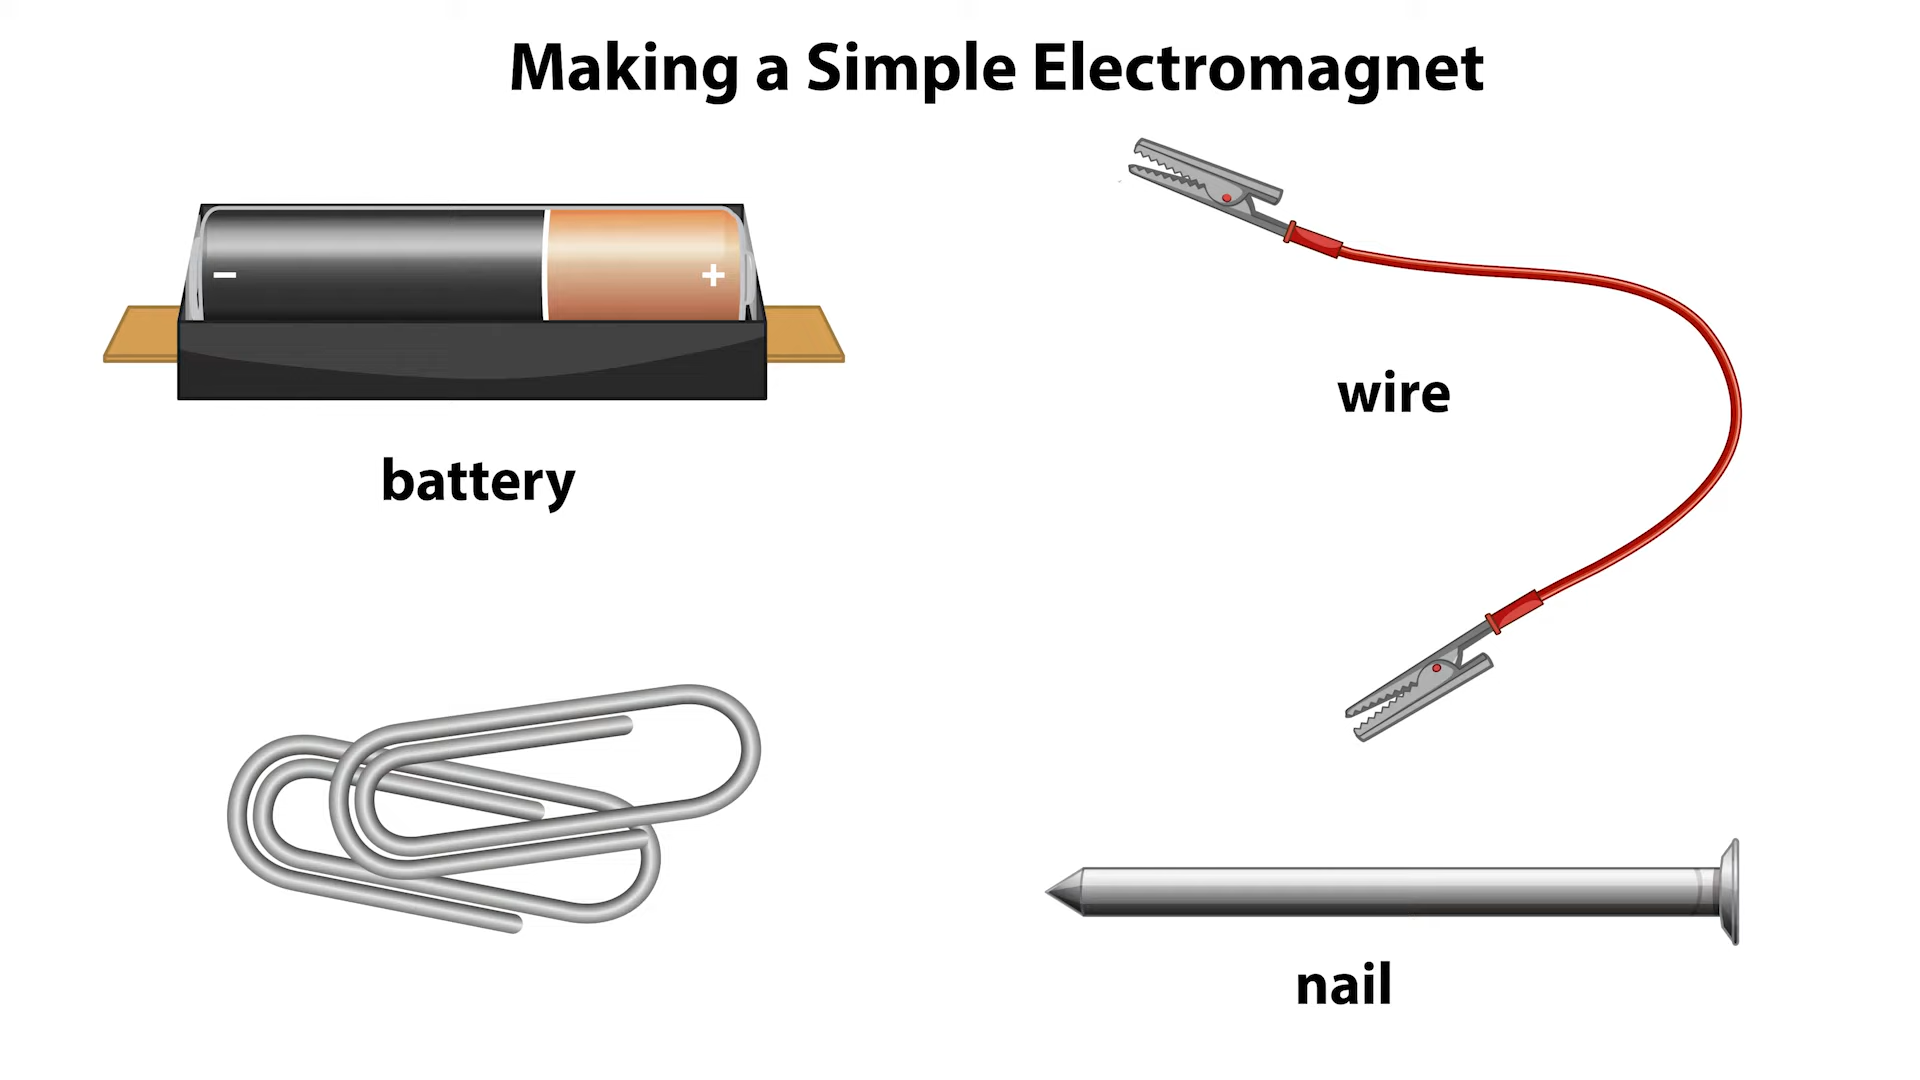 Making a Simple Electromagnet
− +
wire
battery
nail